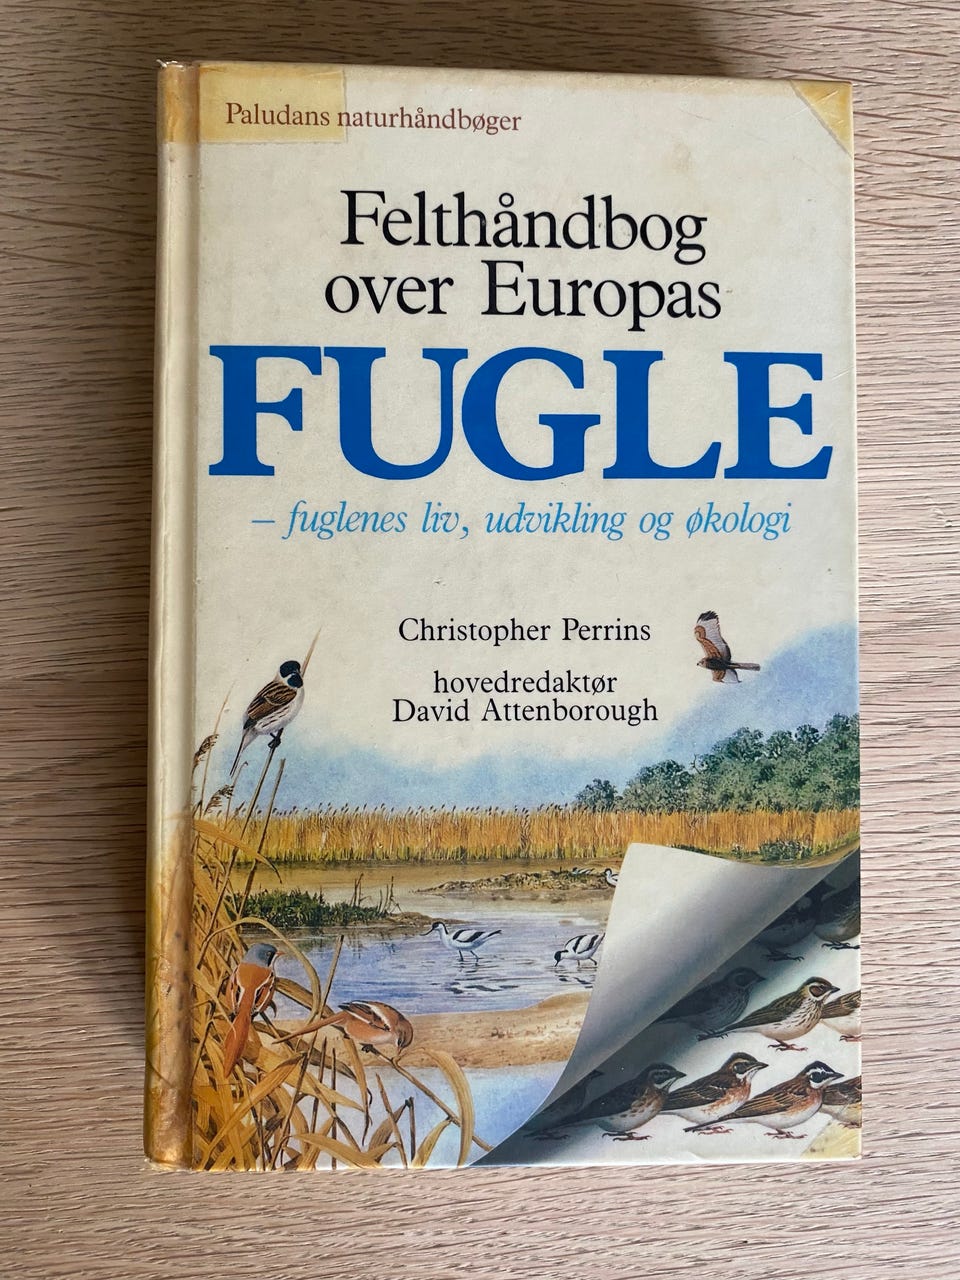 Paludans naturhåndbøger
Felthåndbog
over Europas
FUGLE
– fuglenes liv, udvikling og økologi
Christopher Perrins
hovedredaktør
David Attenborough